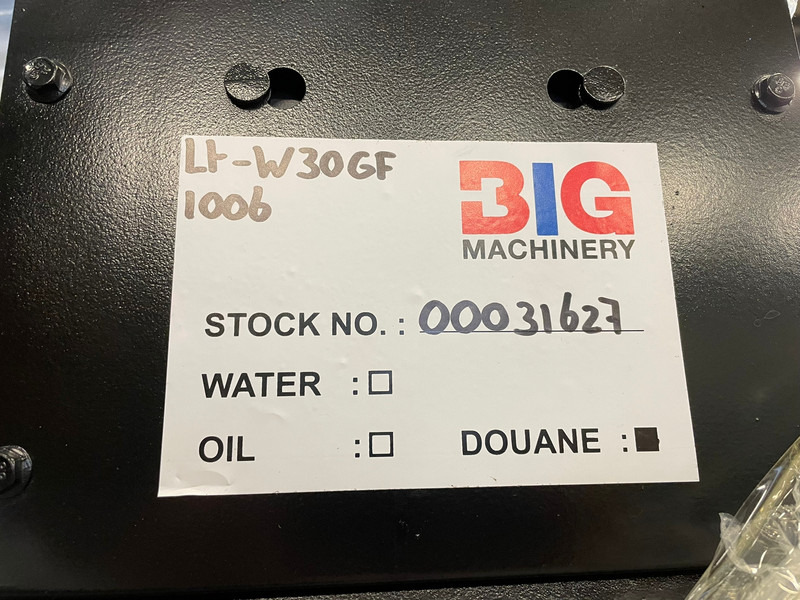 Lt-W30GF
1006
BIG
MACHINERY
STOCK NO. : 00031627
WATER : ☐
OIL : ☐ DOUANE : ■